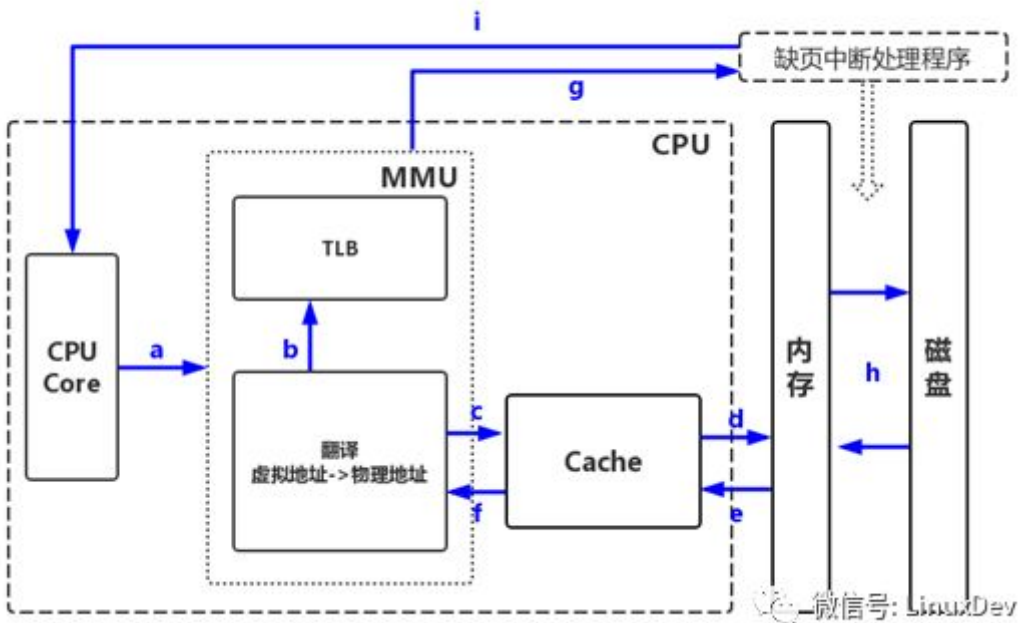 i
缺页中断处理程序
g
CPU
MMU
TLB
CPU
Core
a
b
翻译
虚拟地址->物理地址
c
f
Cache
d
e
内
存
h
磁
盘
微信号: LinuxDev